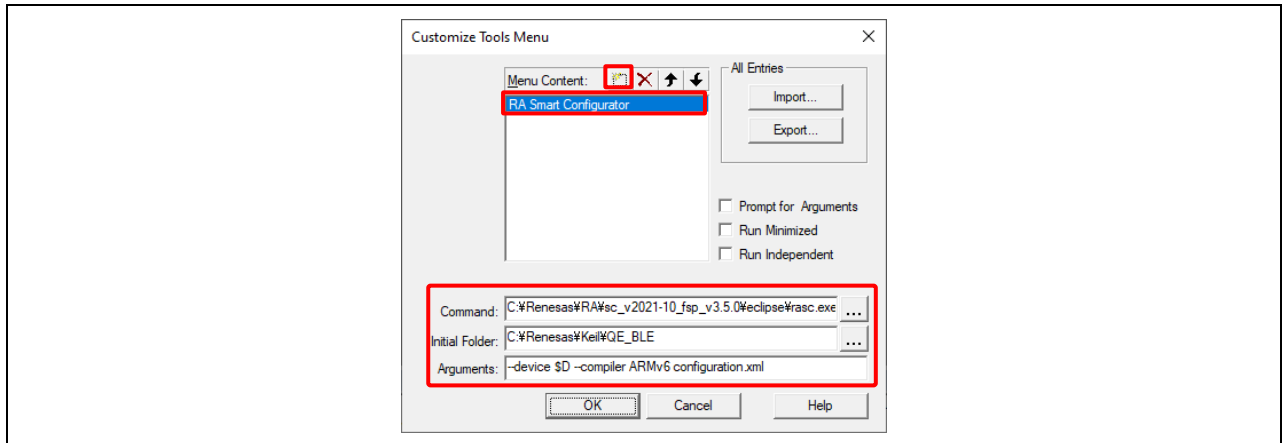 Customize Tools Menu
Menu Content:
All Entries
RA Smart Configurator
Import...
Export...
Prompt for Arguments
Run Minimized
Run Independent
Command: C:¥Renesas¥RA¥sc_v2021-10_fsp_v3.5.0¥eclipse¥rasc.exe ...
Initial Folder: C:¥Renesas¥Keil¥QE_BLE ...
Arguments: --device $D --compiler ARMv6 configuration.xml
OK Cancel Help